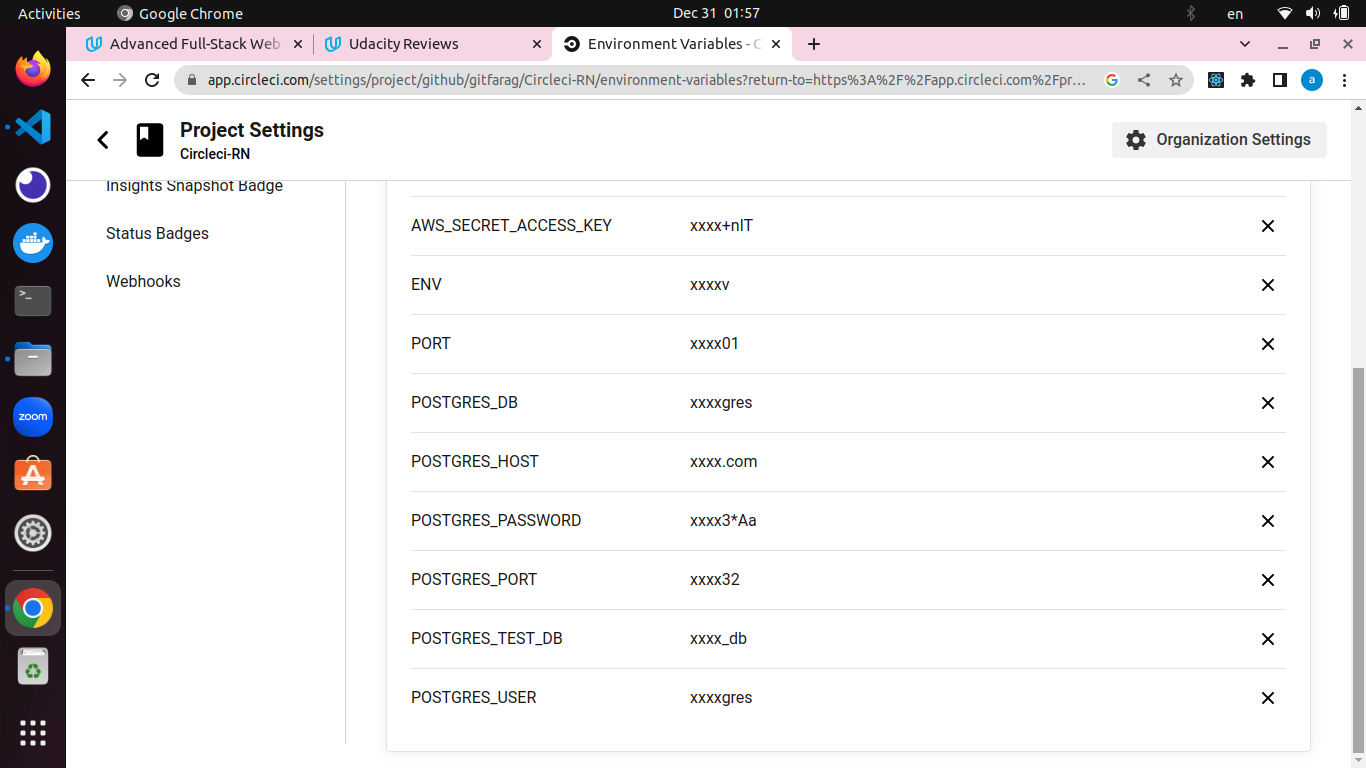 Activities Google Chrome Dec 31 01:57 en
Advanced Full-Stack Web Udacity Reviews Environment Variables - C
app.circleci.com/settings/project/github/gitfarag/Circleci-RN/environment-variables?return-to=https%3A%2F%2Fapp.circleci.com%2Fpr... a
Project Settings
Circleci-RN
Organization Settings
Insights Snapshot Badge
Status Badges
Webhooks
AWS_SECRET_ACCESS_KEY xxxx+nIT
ENV xxxxv
PORT xxxx01
POSTGRES_DB xxxxgres
POSTGRES_HOST xxxx.com
POSTGRES_PASSWORD xxxx3*Aa
POSTGRES_PORT xxxx32
POSTGRES_TEST_DB xxxx_db
POSTGRES_USER xxxxgres
zoom